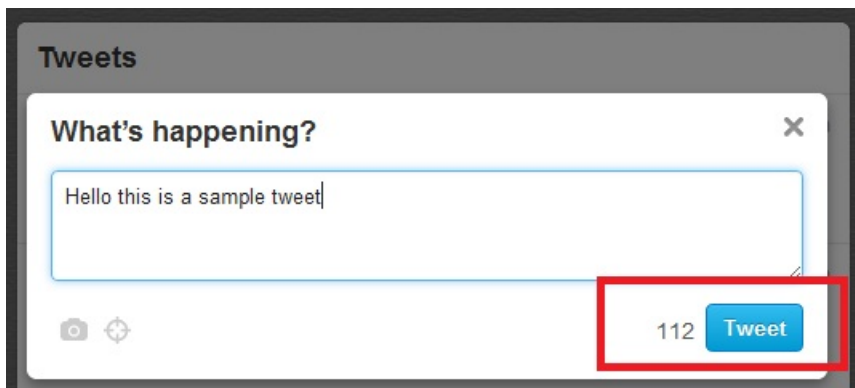 Tweets
What's happening?
Hello this is a sample tweet
112 Tweet